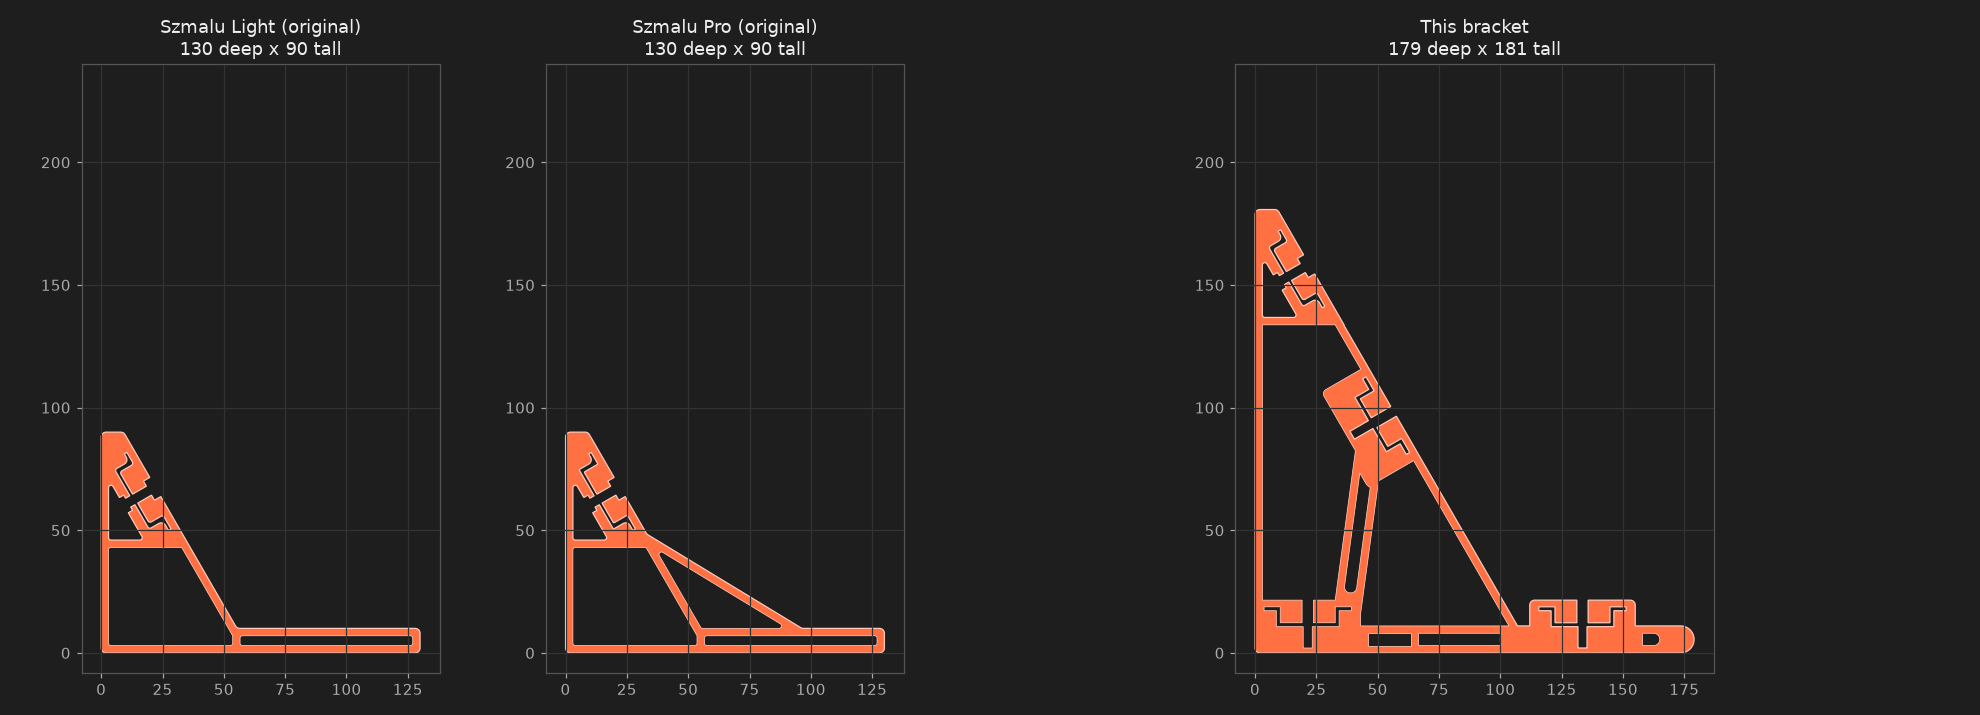 Szmalu Light (original)
130 deep x 90 tall
Szmalu Pro (original)
130 deep x 90 tall
This bracket
179 deep x 181 tall
200
150
100
50
0
0 25 50 75 100 125
200
150
100
50
0
0 25 50 75 100 125
200
150
100
50
0
0 25 50 75 100 125 150 175